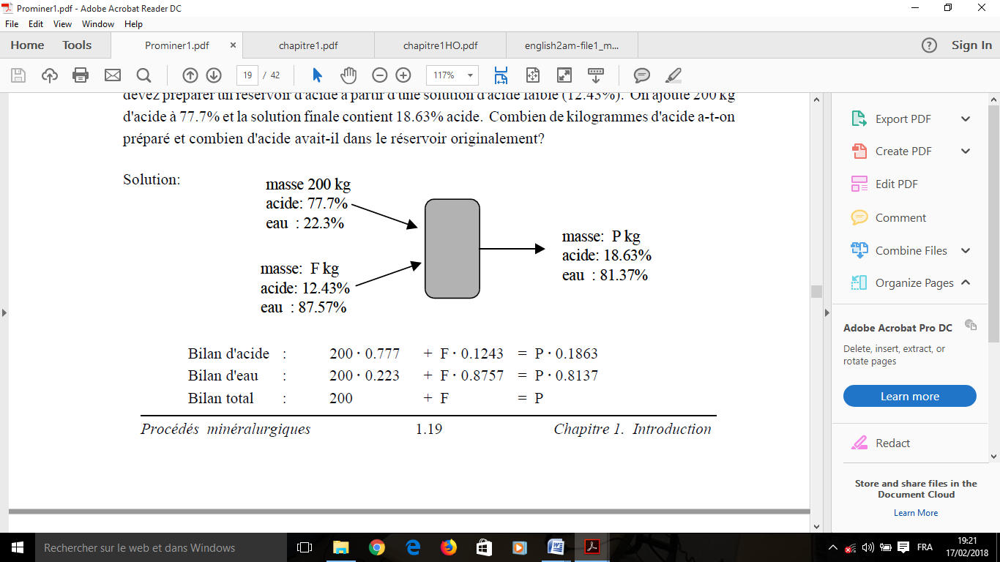 Prominer1.pdf - Adobe Acrobat Reader DC
File Edit View Window Help
Home Tools Prominer1.pdf × chapitre1.pdf chapitre1HO.pdf english2am-file1_m... ? Sign In
19 / 42 117%
devez préparer un réservoir d'acide à partir d'une solution d'acide faible (12.43%). On ajoute 200 kg
d'acide à 77.7% et la solution finale contient 18.63% acide. Combien de kilogrammes d'acide a-t-on
préparé et combien d'acide avait-il dans le réservoir originalement?
Solution:
masse 200 kg
acide: 77.7%
eau : 22.3%
masse: F kg
acide: 12.43%
eau : 87.57%
masse: P kg
acide: 18.63%
eau : 81.37%
Bilan d'acide : 200 · 0.777 + F · 0.1243 = P · 0.1863
Bilan d'eau : 200 · 0.223 + F · 0.8757 = P · 0.8137
Bilan total : 200 + F = P
Procédés minéralurgiques 1.19 Chapitre 1. Introduction
Export PDF
Create PDF
Edit PDF
Comment
Combine Files
Organize Pages
Adobe Acrobat Pro DC
Delete, insert, extract, or
rotate pages
Learn more
Redact
Store and share files in the
Document Cloud
Learn More
Rechercher sur le web et dans Windows
FRA
19:21
17/02/2018